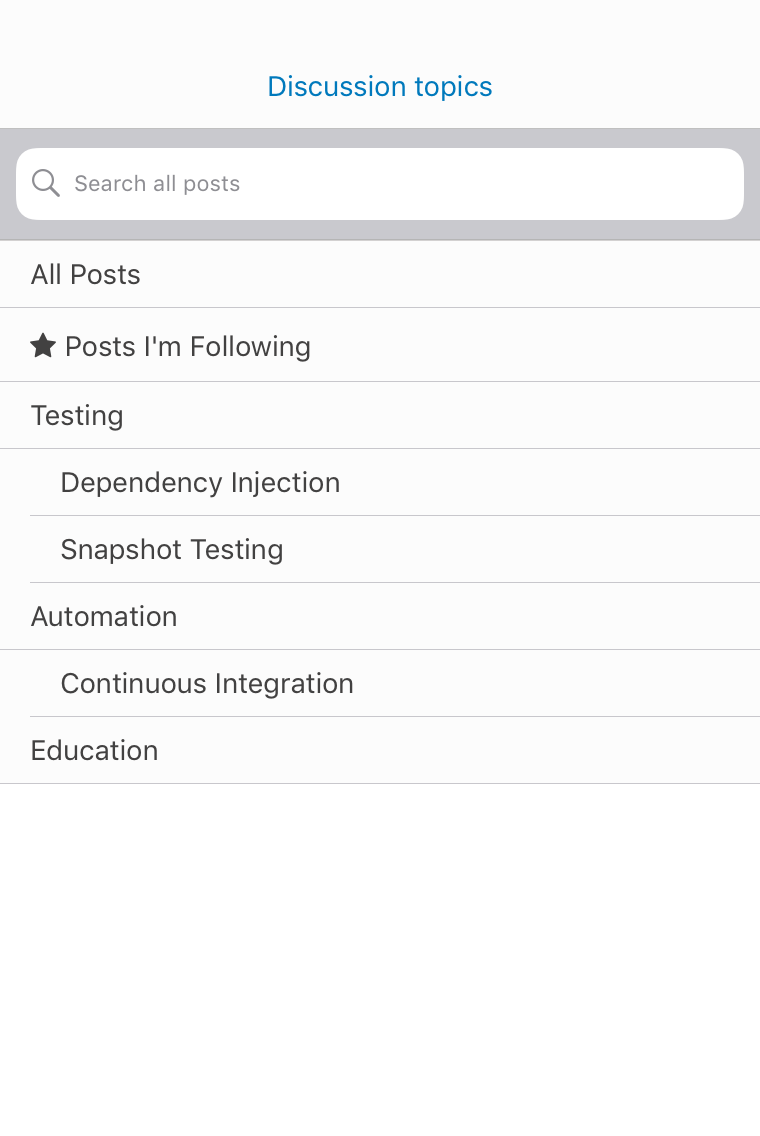 Discussion topics
Search all posts
All Posts
Posts I'm Following
Testing
Dependency Injection
Snapshot Testing
Automation
Continuous Integration
Education